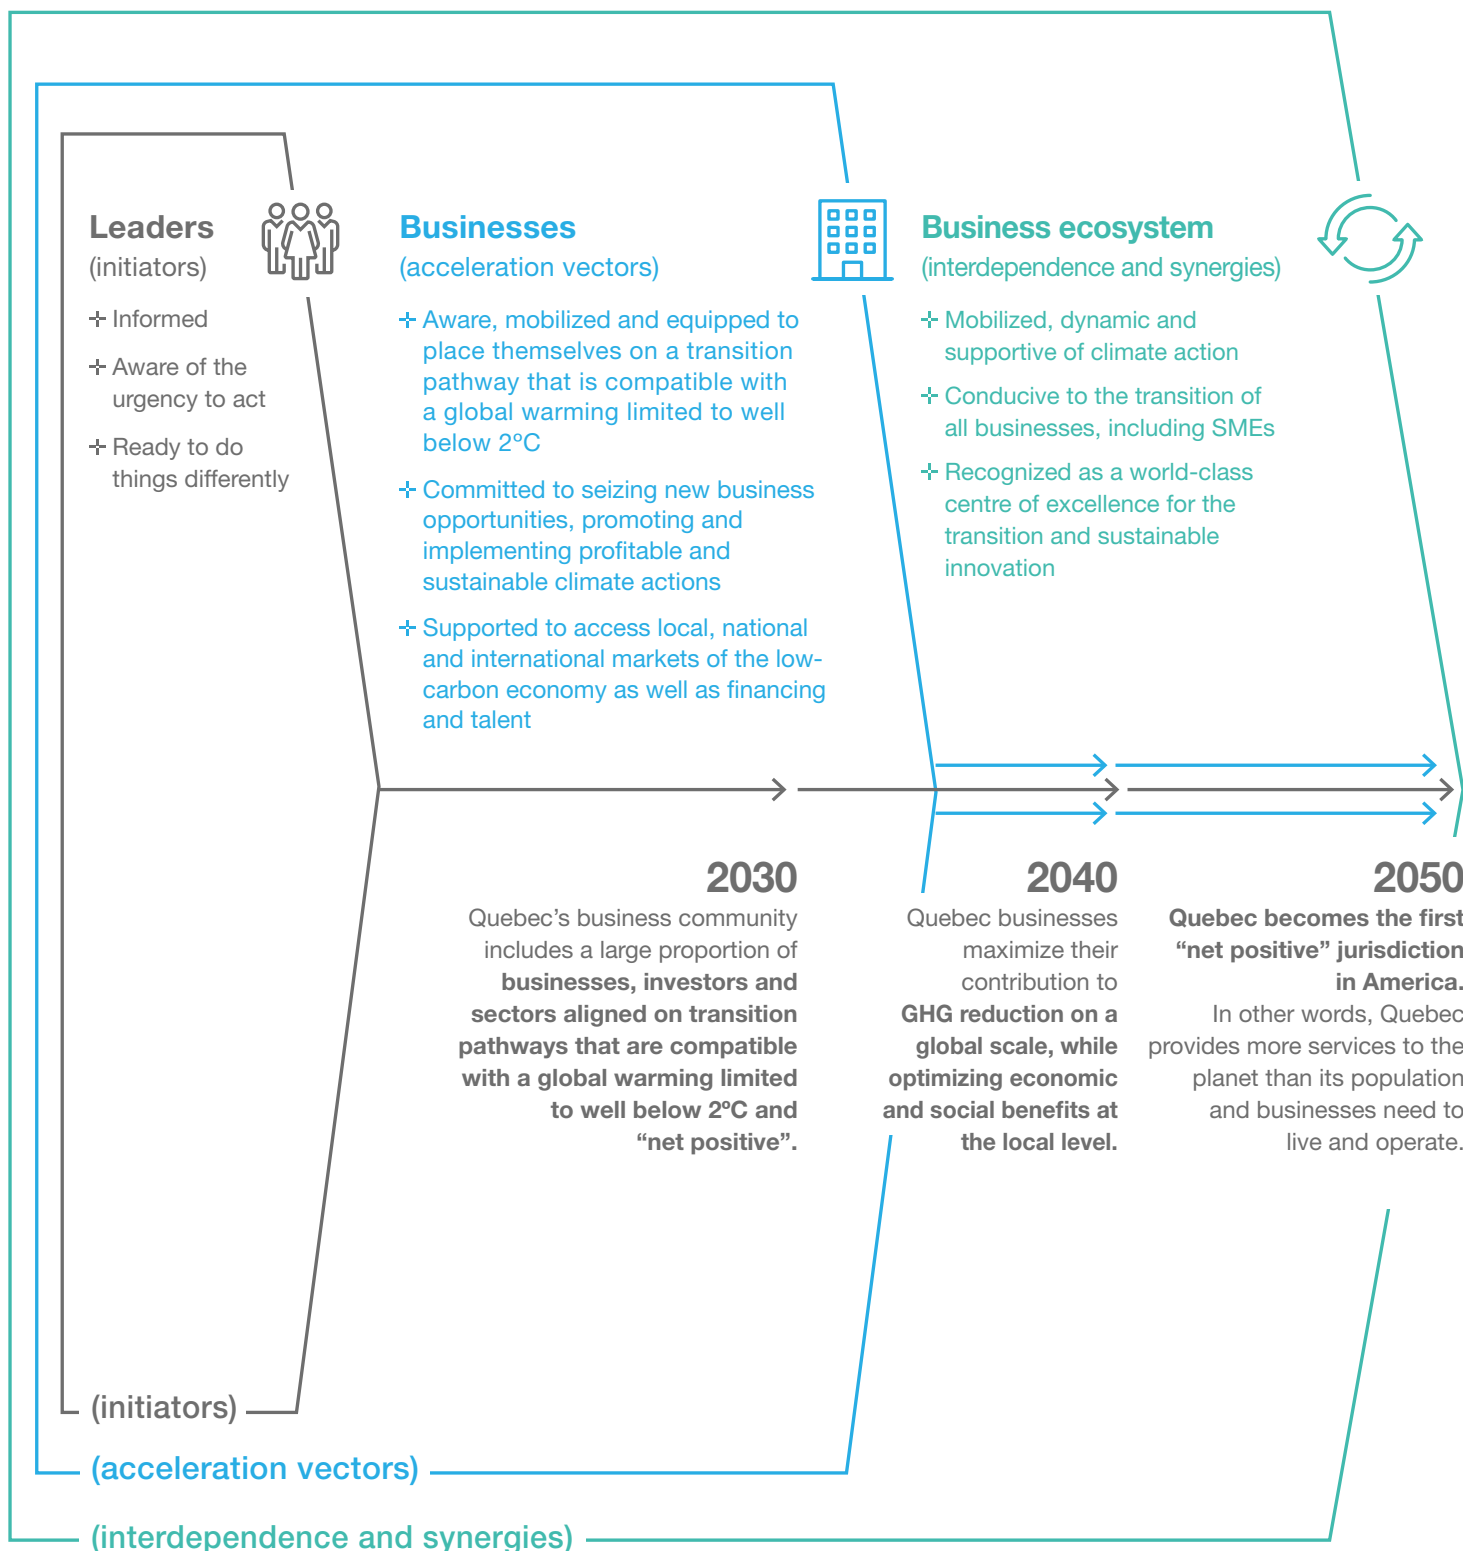 Leaders
(initiators)
Informed
Aware of the
urgency to act
Ready to do
things differently
Businesses
(acceleration vectors)
Aware, mobilized and equipped to
place themselves on a transition
pathway that is compatible with
a global warming limited to well
below 2ºC
Committed to seizing new business
opportunities, promoting and
implementing profitable and
sustainable climate actions
Supported to access local, national
and international markets of the low-
carbon economy as well as financing
and talent
Business ecosystem
(interdependence and synergies)
Mobilized, dynamic and
supportive of climate action
Conducive to the transition of
all businesses, including SMEs
Recognized as a world-class
centre of excellence for the
transition and sustainable
innovation
2030
Quebec’s business community
includes a large proportion of
businesses, investors and
sectors aligned on transition
pathways that are compatible
with a global warming limited
to well below 2ºC and
“net positive”.
2040
Quebec businesses
maximize their
contribution to
GHG reduction on a
global scale, while
optimizing economic
and social benefits at
the local level.
2050
Quebec becomes the first
“net positive” jurisdiction
in America.
In other words, Quebec
provides more services to the
planet than its population
and businesses need to
live and operate.
(initiators)
(acceleration vectors)
(interdependence and synergies)